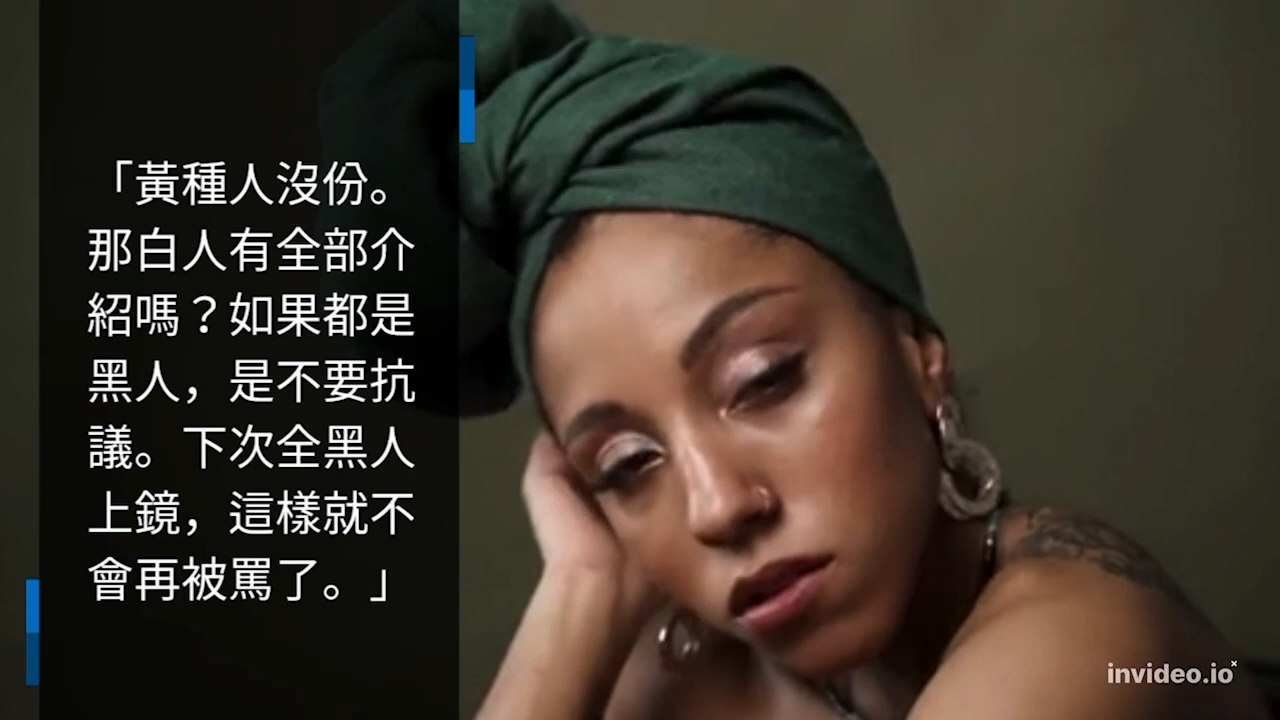 「黃種人沒份。
那白人有全部介
紹嗎？如果都是
黑人，是不要抗
議。下次全黑人
上鏡，這樣就不
會再被罵了。」
invideo.io